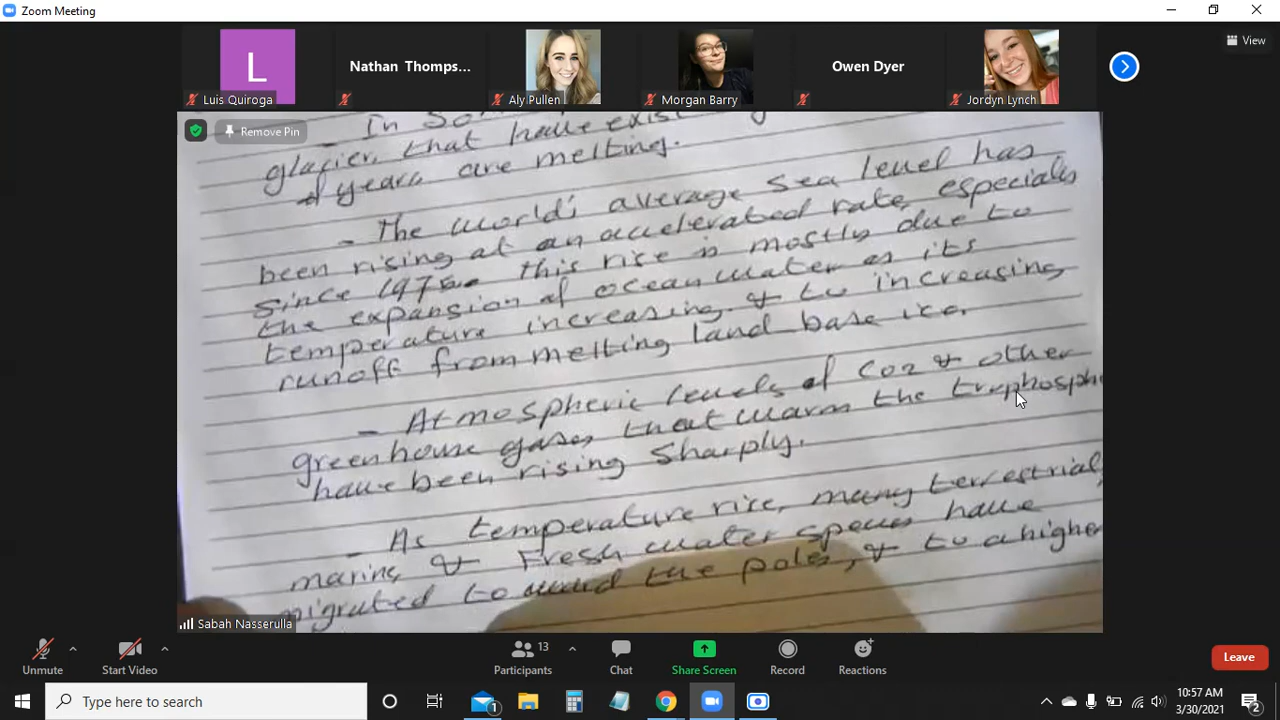 Zoom Meeting
View
L
Luis Quiroga
Nathan Thomps...
Aly Pullen
Morgan Barry
Owen Dyer
Jordyn Lynch
Remove Pin
- In
glacier, that have exist
of years are melting.
- The world's average sea level has
been rising at an accelerated rate, especially
since 1975. This rise is mostly due to
the expansion of ocean water as its
temperature increasing & to increasing
runoff from melting land base ice.
- Atmospheric levels of CO2 & other
greenhouse gases that warm the
have been rising sharply.
- As temperature rise, many terrestrial,
marine & Fresh water species have
migrated toward the poles, & to a higher
Sabah Nasserulla
Unmute
Start Video
13
Participants
Chat
Share Screen
Record
Reactions
Leave
Type here to search
1
10:57 AM
3/30/2021
2